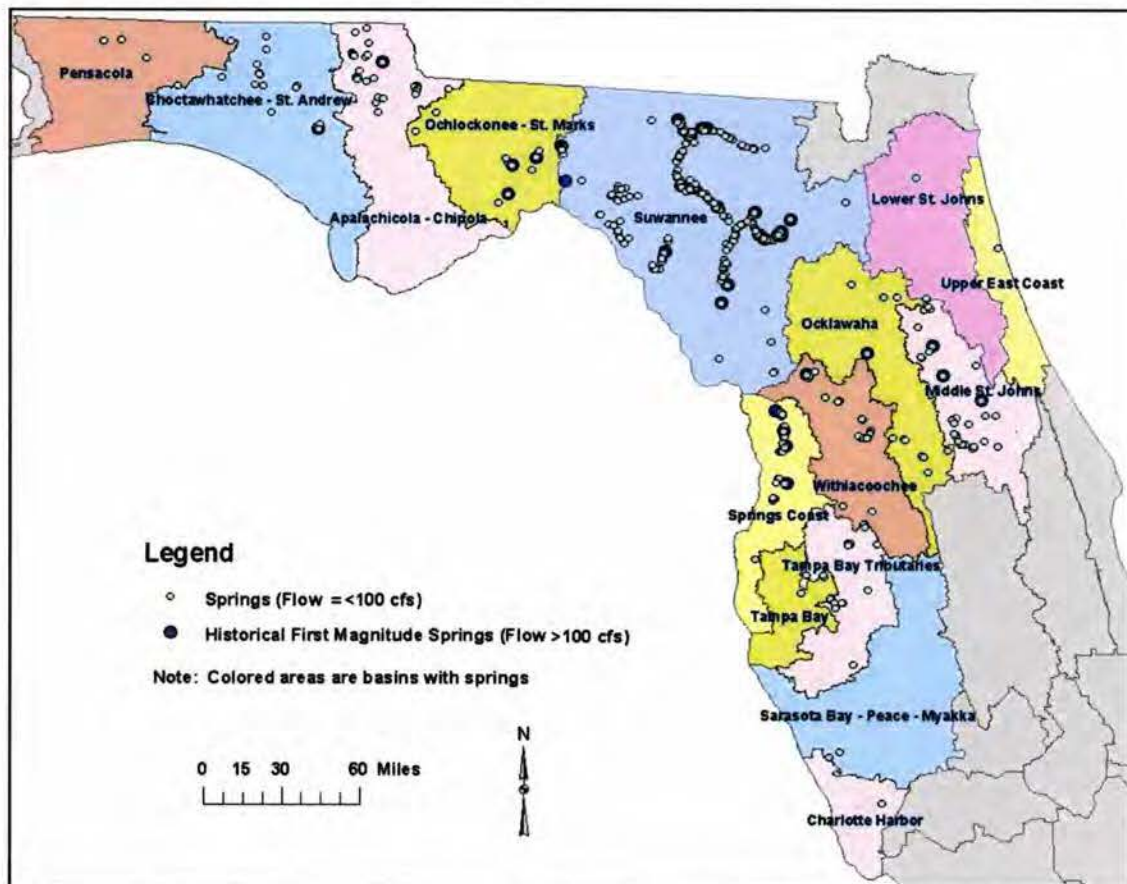 Pensacola
Choctawhatchee - St. Andrew
Ochlockonee - St. Marks
Apalachicola - Chipola
Suwannee
Lower St. Johns
Upper East Coast
Ocklawaha
Middle St. Johns
Withlacoochee
Springs Coast
Tampa Bay Tributaries
Tampa Bay
Sarasota Bay - Peace - Myakka
Charlotte Harbor
Legend
Springs (Flow =<100 cfs)
Historical First Magnitude Springs (Flow >100 cfs)
Note: Colored areas are basins with springs
N
0 15 30 60 Miles